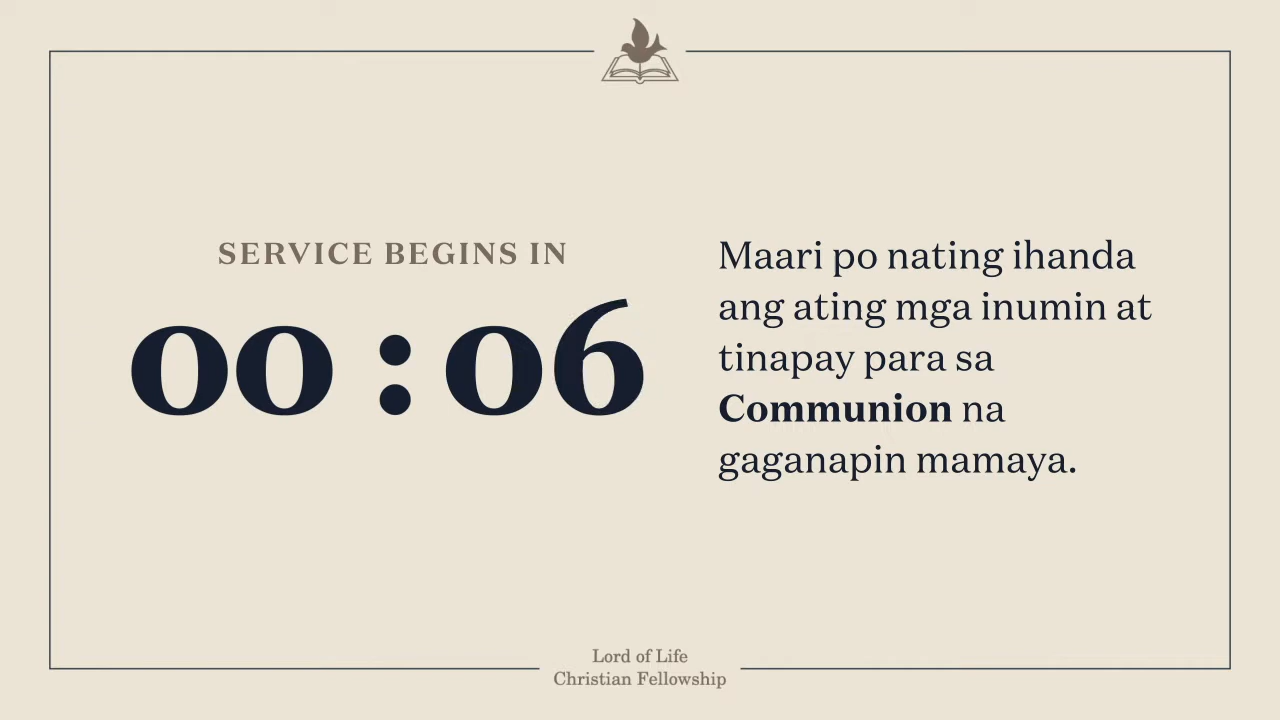 SERVICE BEGINS IN
00 : 06
Maari po nating ihanda
ang ating mga inumin at
tinapay para sa
Communion na
gaganapin mamaya.
Lord of Life
Christian Fellowship